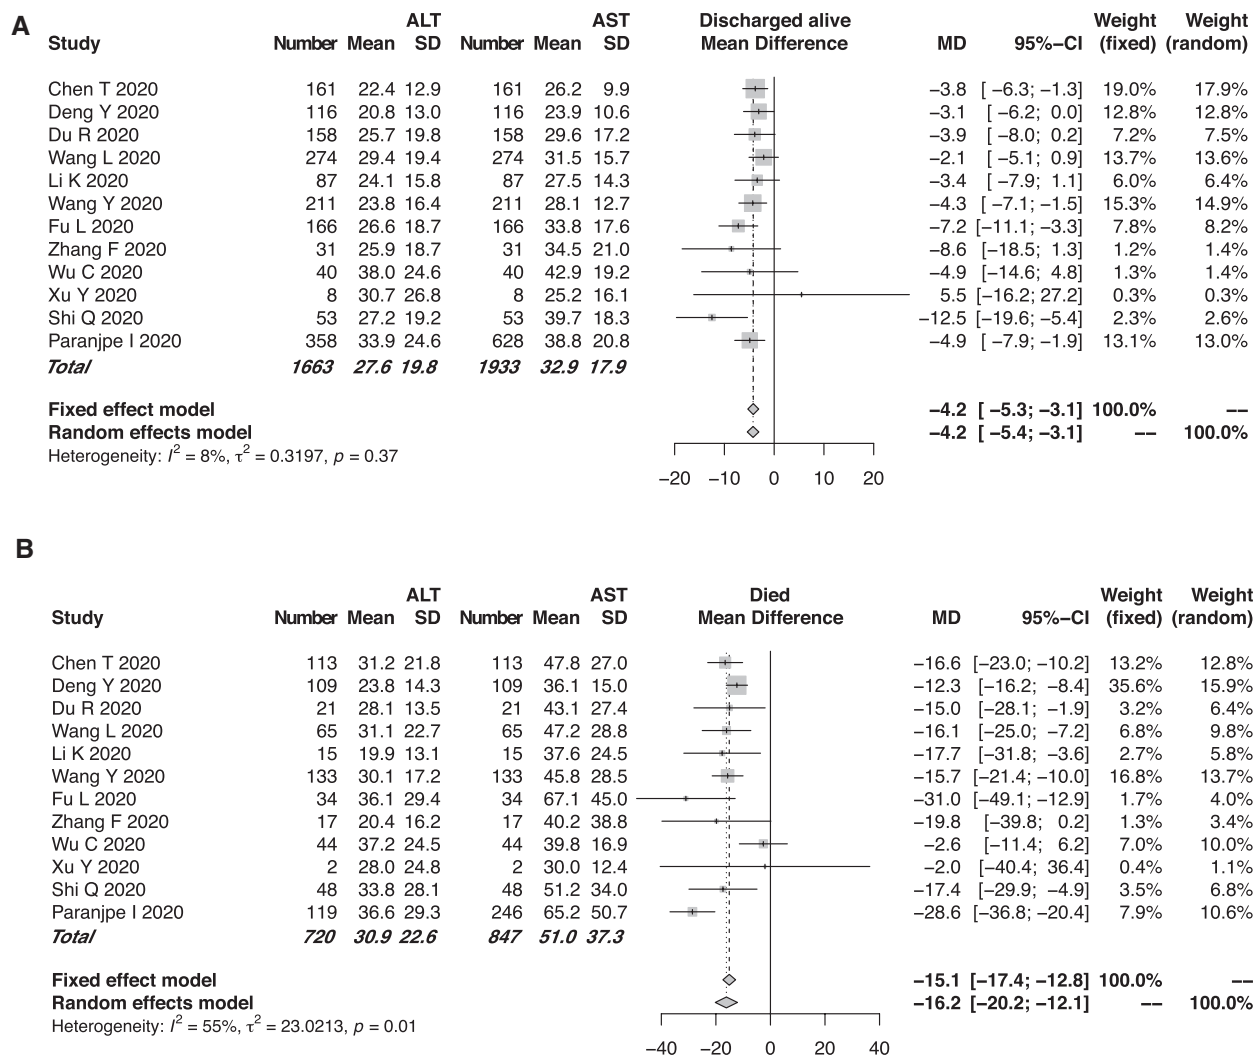 A
ALT AST Discharged alive Weight Weight
Study Number Mean SD Number Mean SD Mean Difference MD 95%−CI (fixed) (random)
Chen T 2020 161 22.4 12.9 161 26.2 9.9 −3.8 [ −6.3; −1.3] 19.0% 17.9%
Deng Y 2020 116 20.8 13.0 116 23.9 10.6 −3.1 [ −6.2; 0.0] 12.8% 12.8%
Du R 2020 158 25.7 19.8 158 29.6 17.2 −3.9 [ −8.0; 0.2] 7.2% 7.5%
Wang L 2020 274 29.4 19.4 274 31.5 15.7 −2.1 [ −5.1; 0.9] 13.7% 13.6%
Li K 2020 87 24.1 15.8 87 27.5 14.3 −3.4 [ −7.9; 1.1] 6.0% 6.4%
Wang Y 2020 211 23.8 16.4 211 28.1 12.7 −4.3 [ −7.1; −1.5] 15.3% 14.9%
Fu L 2020 166 26.6 18.7 166 33.8 17.6 −7.2 [−11.1; −3.3] 7.8% 8.2%
Zhang F 2020 31 25.9 18.7 31 34.5 21.0 −8.6 [−18.5; 1.3] 1.2% 1.4%
Wu C 2020 40 38.0 24.6 40 42.9 19.2 −4.9 [−14.6; 4.8] 1.3% 1.4%
Xu Y 2020 8 30.7 26.8 8 25.2 16.1 5.5 [−16.2; 27.2] 0.3% 0.3%
Shi Q 2020 53 27.2 19.2 53 39.7 18.3 −12.5 [−19.6; −5.4] 2.3% 2.6%
Paranjpe I 2020 358 33.9 24.6 628 38.8 20.8 −4.9 [ −7.9; −1.9] 13.1% 13.0%
Total 1663 27.6 19.8 1933 32.9 17.9
Fixed effect model −4.2 [ −5.3; −3.1] 100.0% −−
Random effects model −4.2 [ −5.4; −3.1] −− 100.0%
Heterogeneity: I² = 8%, τ² = 0.3197, p = 0.37
−20 −10 0 10 20
B
ALT AST Died Weight Weight
Study Number Mean SD Number Mean SD Mean Difference MD 95%−CI (fixed) (random)
Chen T 2020 113 31.2 21.8 113 47.8 27.0 −16.6 [−23.0; −10.2] 13.2% 12.8%
Deng Y 2020 109 23.8 14.3 109 36.1 15.0 −12.3 [−16.2; −8.4] 35.6% 15.9%
Du R 2020 21 28.1 13.5 21 43.1 27.4 −15.0 [−28.1; −1.9] 3.2% 6.4%
Wang L 2020 65 31.1 22.7 65 47.2 28.8 −16.1 [−25.0; −7.2] 6.8% 9.8%
Li K 2020 15 19.9 13.1 15 37.6 24.5 −17.7 [−31.8; −3.6] 2.7% 5.8%
Wang Y 2020 133 30.1 17.2 133 45.8 28.5 −15.7 [−21.4; −10.0] 16.8% 13.7%
Fu L 2020 34 36.1 29.4 34 67.1 45.0 −31.0 [−49.1; −12.9] 1.7% 4.0%
Zhang F 2020 17 20.4 16.2 17 40.2 38.8 −19.8 [−39.8; 0.2] 1.3% 3.4%
Wu C 2020 44 37.2 24.5 44 39.8 16.9 −2.6 [−11.4; 6.2] 7.0% 10.0%
Xu Y 2020 2 28.0 24.8 2 30.0 12.4 −2.0 [−40.4; 36.4] 0.4% 1.1%
Shi Q 2020 48 33.8 28.1 48 51.2 34.0 −17.4 [−29.9; −4.9] 3.5% 6.8%
Paranjpe I 2020 119 36.6 29.3 246 65.2 50.7 −28.6 [−36.8; −20.4] 7.9% 10.6%
Total 720 30.9 22.6 847 51.0 37.3
Fixed effect model −15.1 [−17.4; −12.8] 100.0% −−
Random effects model −16.2 [−20.2; −12.1] −− 100.0%
Heterogeneity: I² = 55%, τ² = 23.0213, p = 0.01
−40 −20 0 20 40